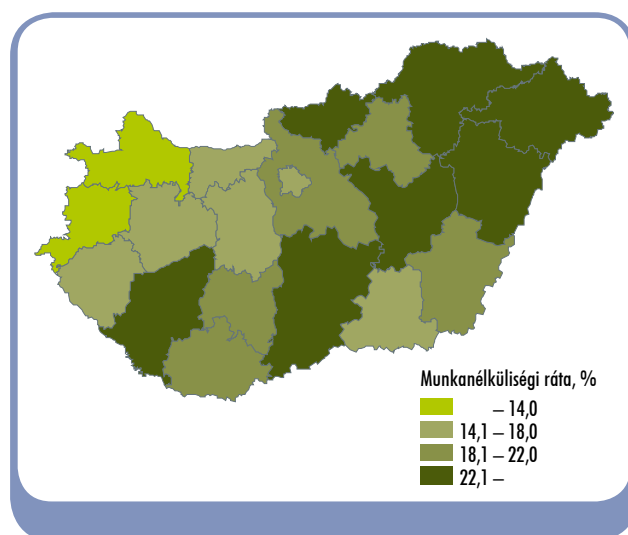 Munkanélküliségi ráta, %
– 14,0
14,1 – 18,0
18,1 – 22,0
22,1 –